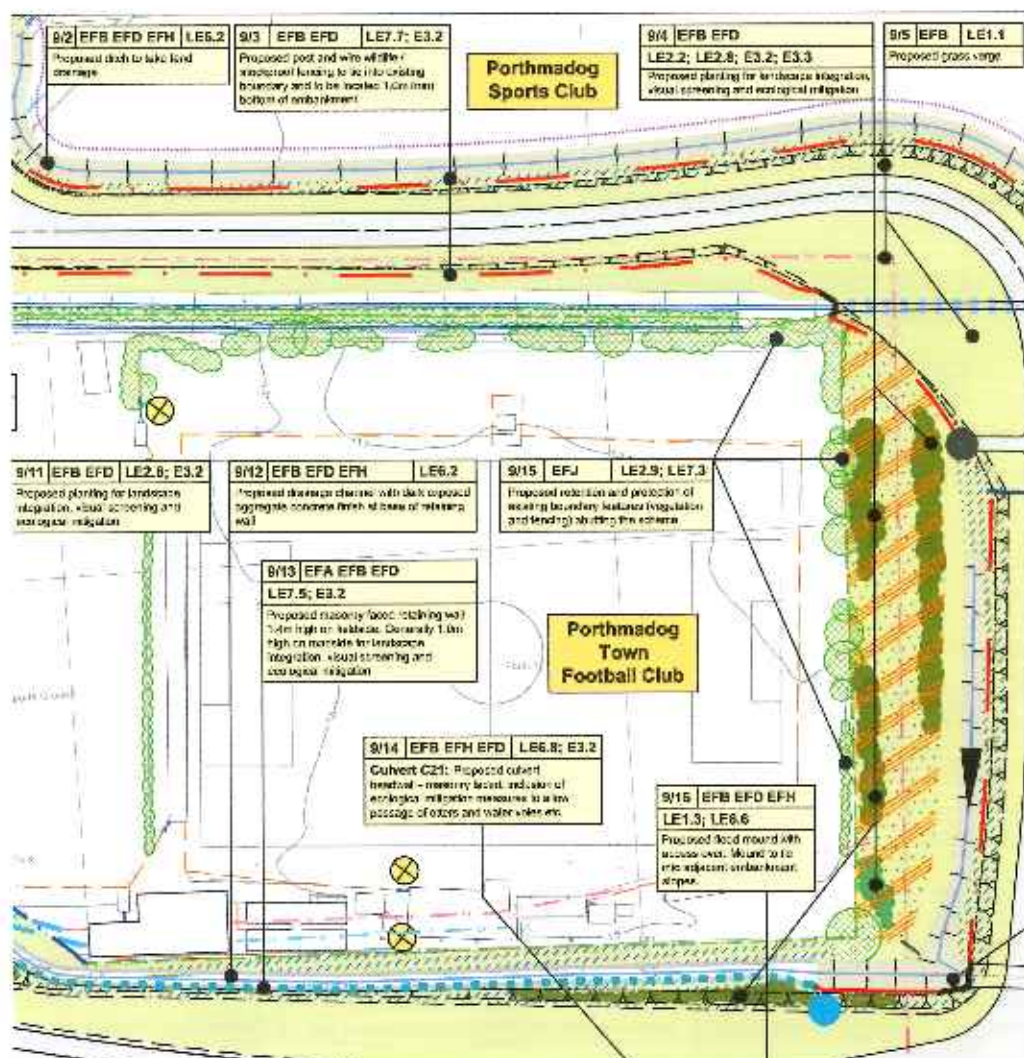 9/2 EFB EFD EFH LE6.2
Proposed ditch to take land
drainage
9/3 EFB EFD LE7.7; E3.2
Proposed post and wire wildlife /
stockproof fencing to tie into existing
boundary and to be located 1.0m from
bottom of embankment
Porthmadog
Sports Club
9/4 EFB EFD
LE2.2; LE2.8; E3.2; E3.3
Proposed planting for landscape integration,
visual screening and ecological mitigation
9/5 EFB LE1.1
Proposed grass verge
9/11 EFB EFD LE2.8; E3.2
Proposed planting for landscape
integration, visual screening and
ecological mitigation
9/12 EFB EFD EFH LE6.2
Proposed drainage channel with dark exposed
aggregate concrete finish at base of retaining
wall
9/15 EFJ LE2.9; LE7.3
Proposed retention and protection of
existing boundary features (vegetation
and fencing) abutting the scheme
9/13 EFA EFB EFD
LE7.5; E3.2
Proposed masonry faced retaining wall
1.4m high on fieldside. Generally 1.0m
high on roadside for landscape
integration, visual screening and
ecological mitigation
Porthmadog
Town
Football Club
9/14 EFB EFH EFD LE6.8; E3.2
Culvert C21: Proposed culvert
headwall - masonry faced, inclusion of
ecological mitigation measures to allow
passage of otters and water voles etc.
9/16 EFB EFD EFH
LE1.3; LE6.6
Proposed flood mound with
access over. Mound to tie
into adjacent embankment
slopes.